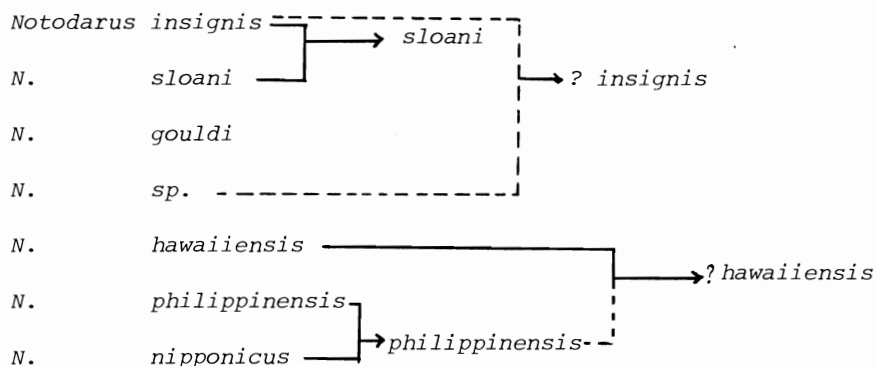 Notodarus insignis
sloani
N. sloani
? insignis
N. gouldi
N. sp.
N. hawaiiensis
? hawaiiensis
N. philippinensis
philippinensis
N. nipponicus